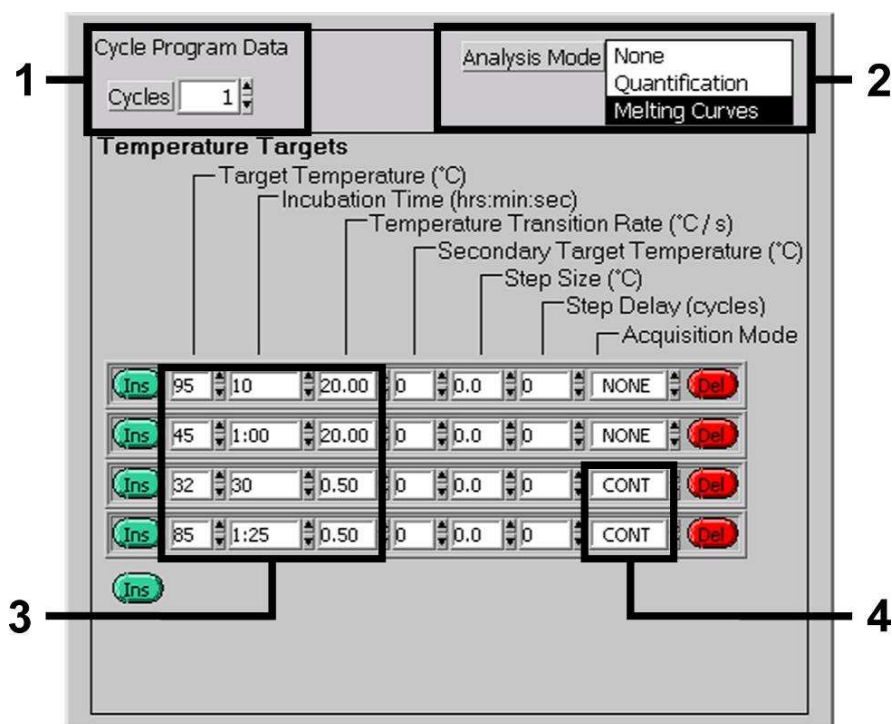 Cycle Program Data
Cycles 1
Analysis Mode None
Quantification
Melting Curves
1
2
Temperature Targets
Target Temperature (°C)
Incubation Time (hrs:min:sec)
Temperature Transition Rate (°C / s)
Secondary Target Temperature (°C)
Step Size (°C)
Step Delay (cycles)
Acquisition Mode
Ins 95 10 20.00 0 0.0 0 NONE Del
Ins 45 1:00 20.00 0 0.0 0 NONE Del
Ins 32 30 0.50 0 0.0 0 CONT Del
Ins 85 1:25 0.50 0 0.0 0 CONT Del
Ins
3
4